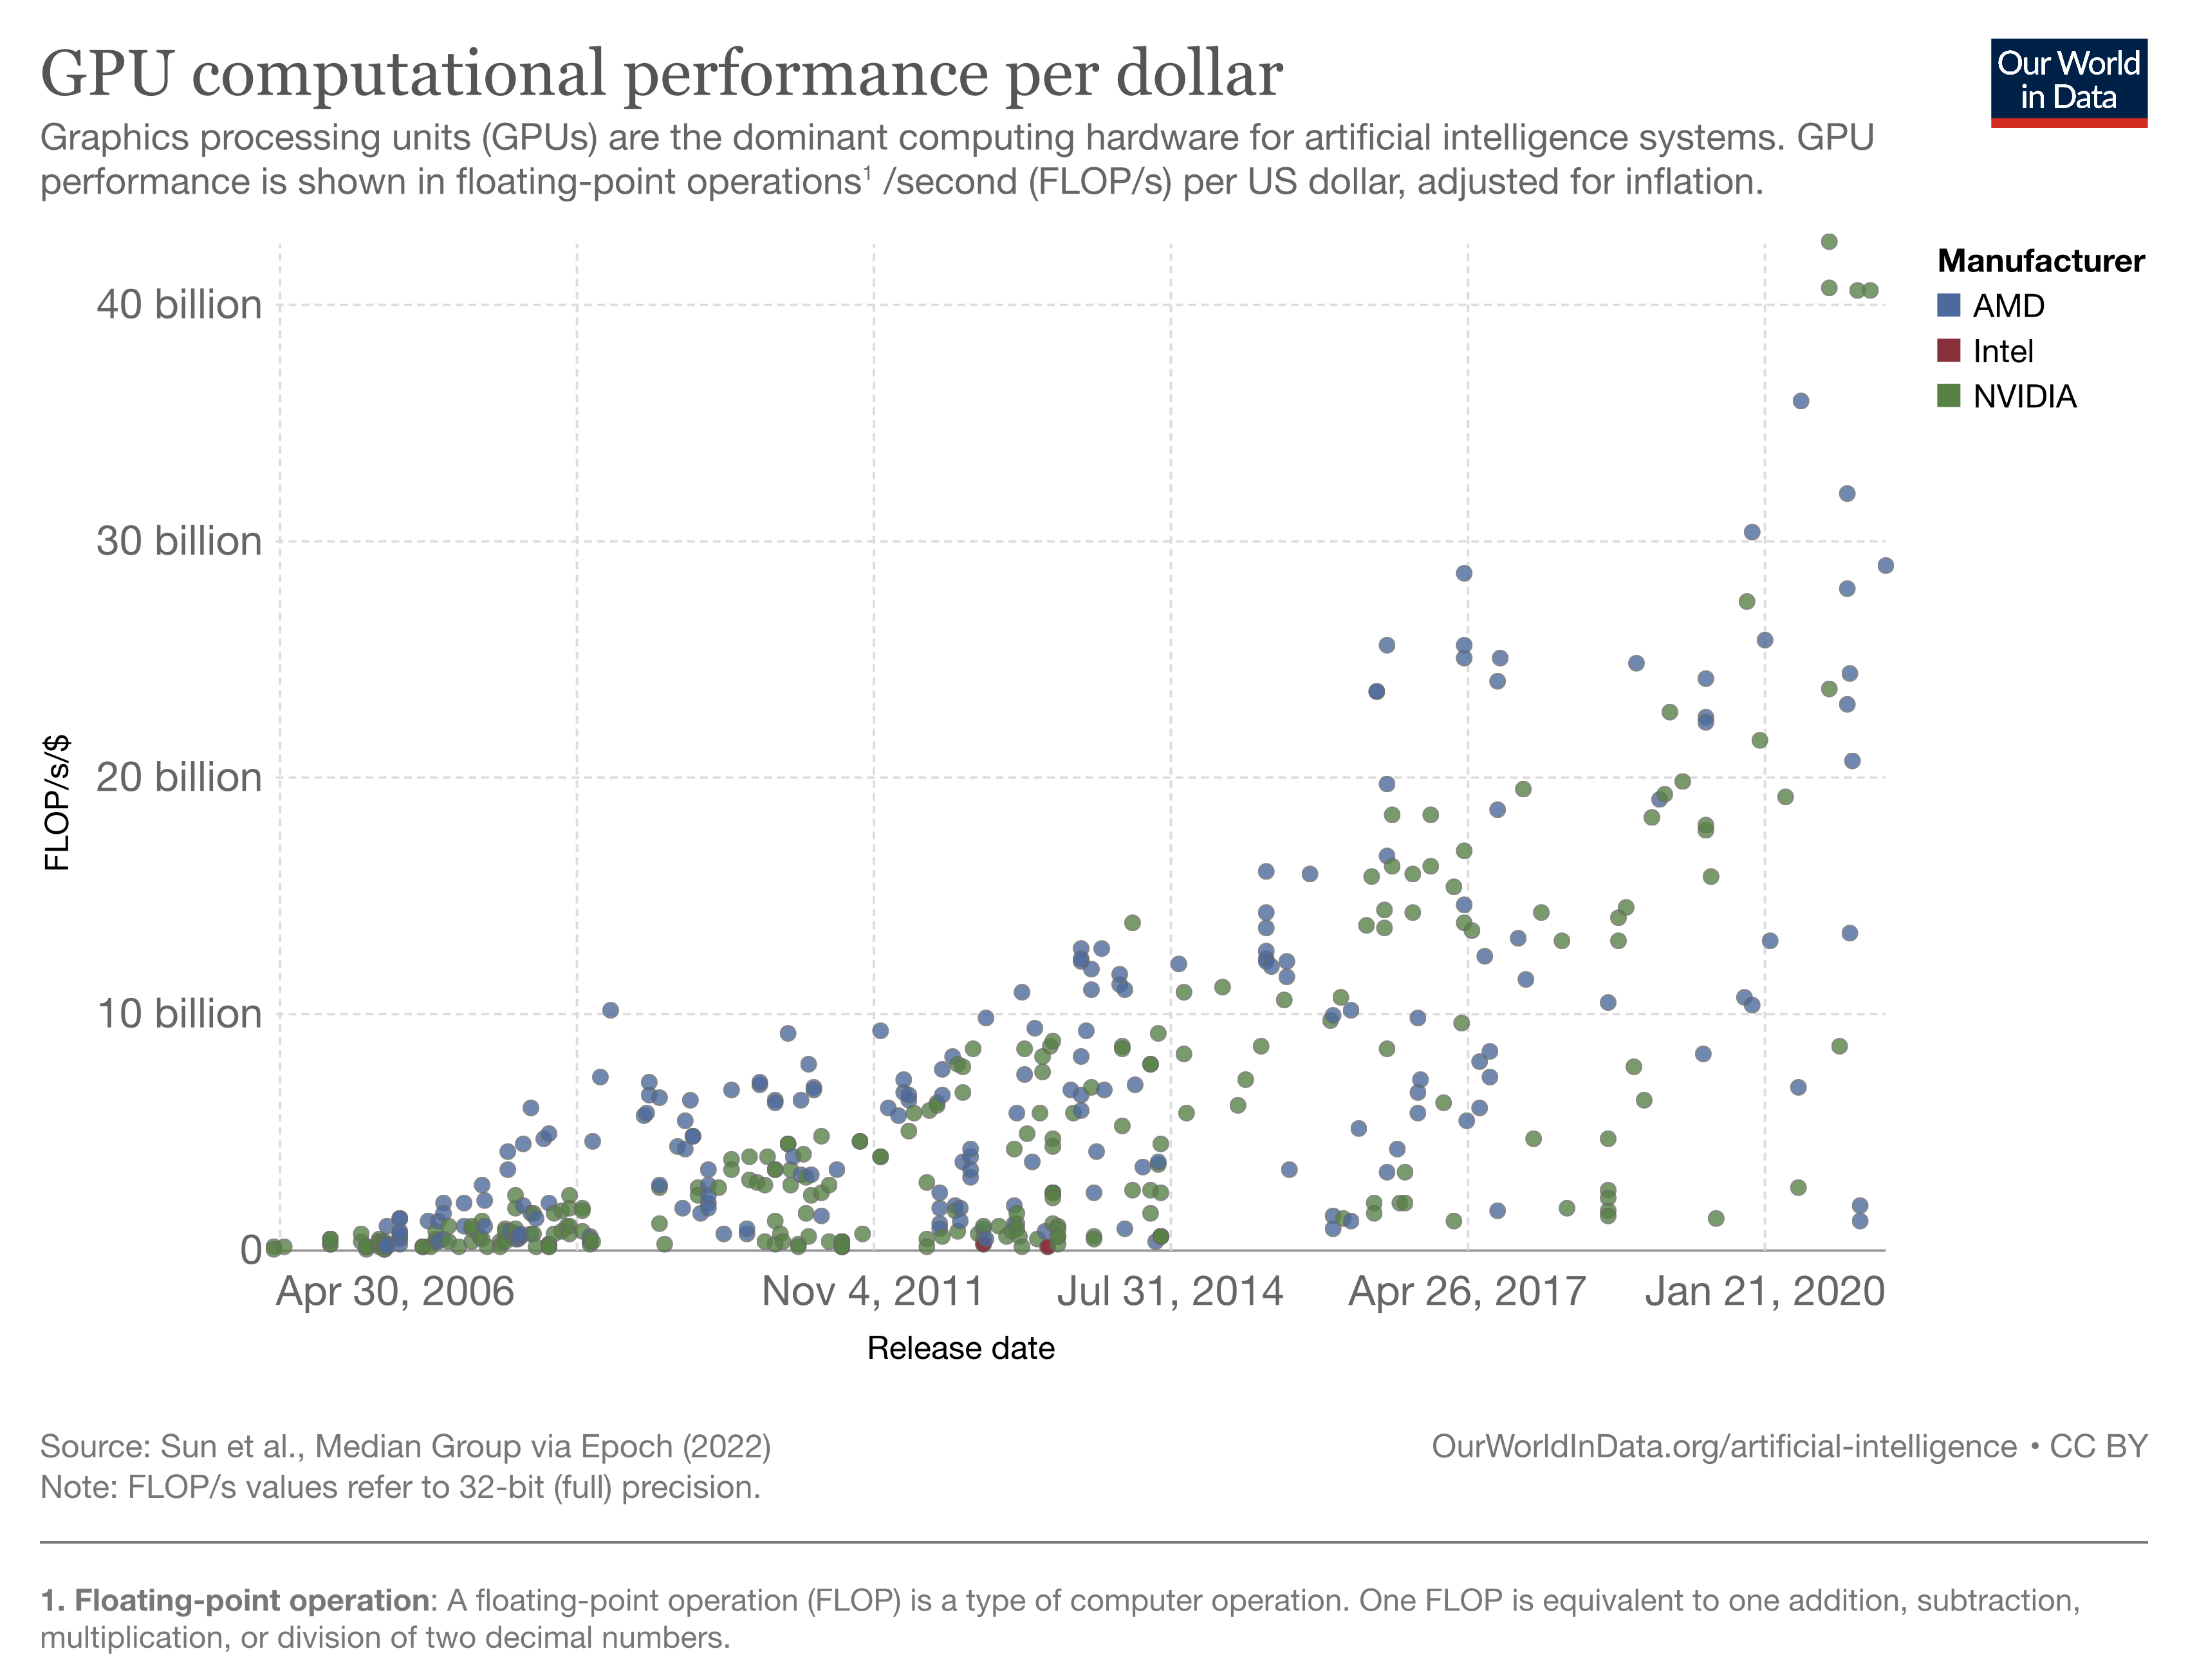 GPU computational performance per dollar
Our World
in Data
Graphics processing units (GPUs) are the dominant computing hardware for artificial intelligence systems. GPU
performance is shown in floating-point operations¹ /second (FLOP/s) per US dollar, adjusted for inflation.
Manufacturer
AMD
Intel
NVIDIA
40 billion
30 billion
20 billion
10 billion
0
FLOP/s/$
Apr 30, 2006
Nov 4, 2011
Jul 31, 2014
Apr 26, 2017
Jan 21, 2020
Release date
Source: Sun et al., Median Group via Epoch (2022)
OurWorldInData.org/artificial-intelligence • CC BY
Note: FLOP/s values refer to 32-bit (full) precision.
1. Floating-point operation: A floating-point operation (FLOP) is a type of computer operation. One FLOP is equivalent to one addition, subtraction,
multiplication, or division of two decimal numbers.